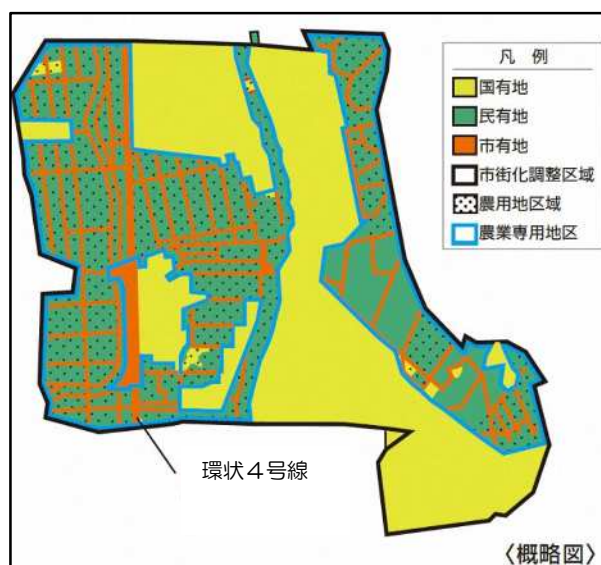 凡 例
国有地
民有地
市有地
市街化調整区域
農用地区域
農業専用地区
環状４号線
〈概略図〉